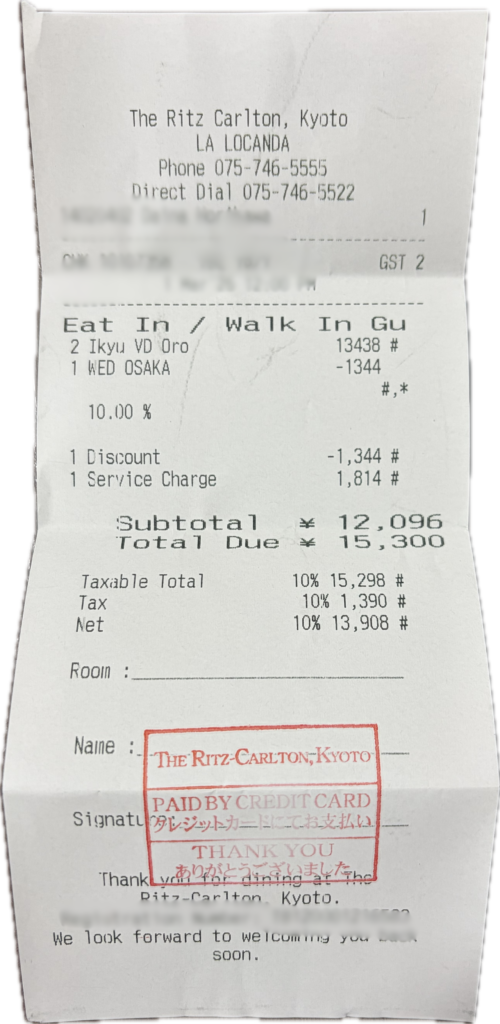 The Ritz Carlton, Kyoto
LA LOCANDA
Phone 075-746-5555
Direct Dial 075-746-5522
1
GST 2
Eat In / Walk In Gu
2 Ikyu VD Oro 13438 #
1 WED OSAKA -1344
#,*
10.00 %
1 Discount -1,344 #
1 Service Charge 1,814 #
Subtotal ¥ 12,096
Total Due ¥ 15,300
Taxable Total 10% 15,298 #
Tax 10% 1,390 #
Net 10% 13,908 #
Room :
Name :
THE RITZ-CARLTON, KYOTO
PAID BY CREDIT CARD
Signature:
クレジットカードにてお支払い
THANK YOU
ありがとうございました
Thank you for dining at The
Ritz-Carlton, Kyoto.
We look forward to welcoming you back
soon.